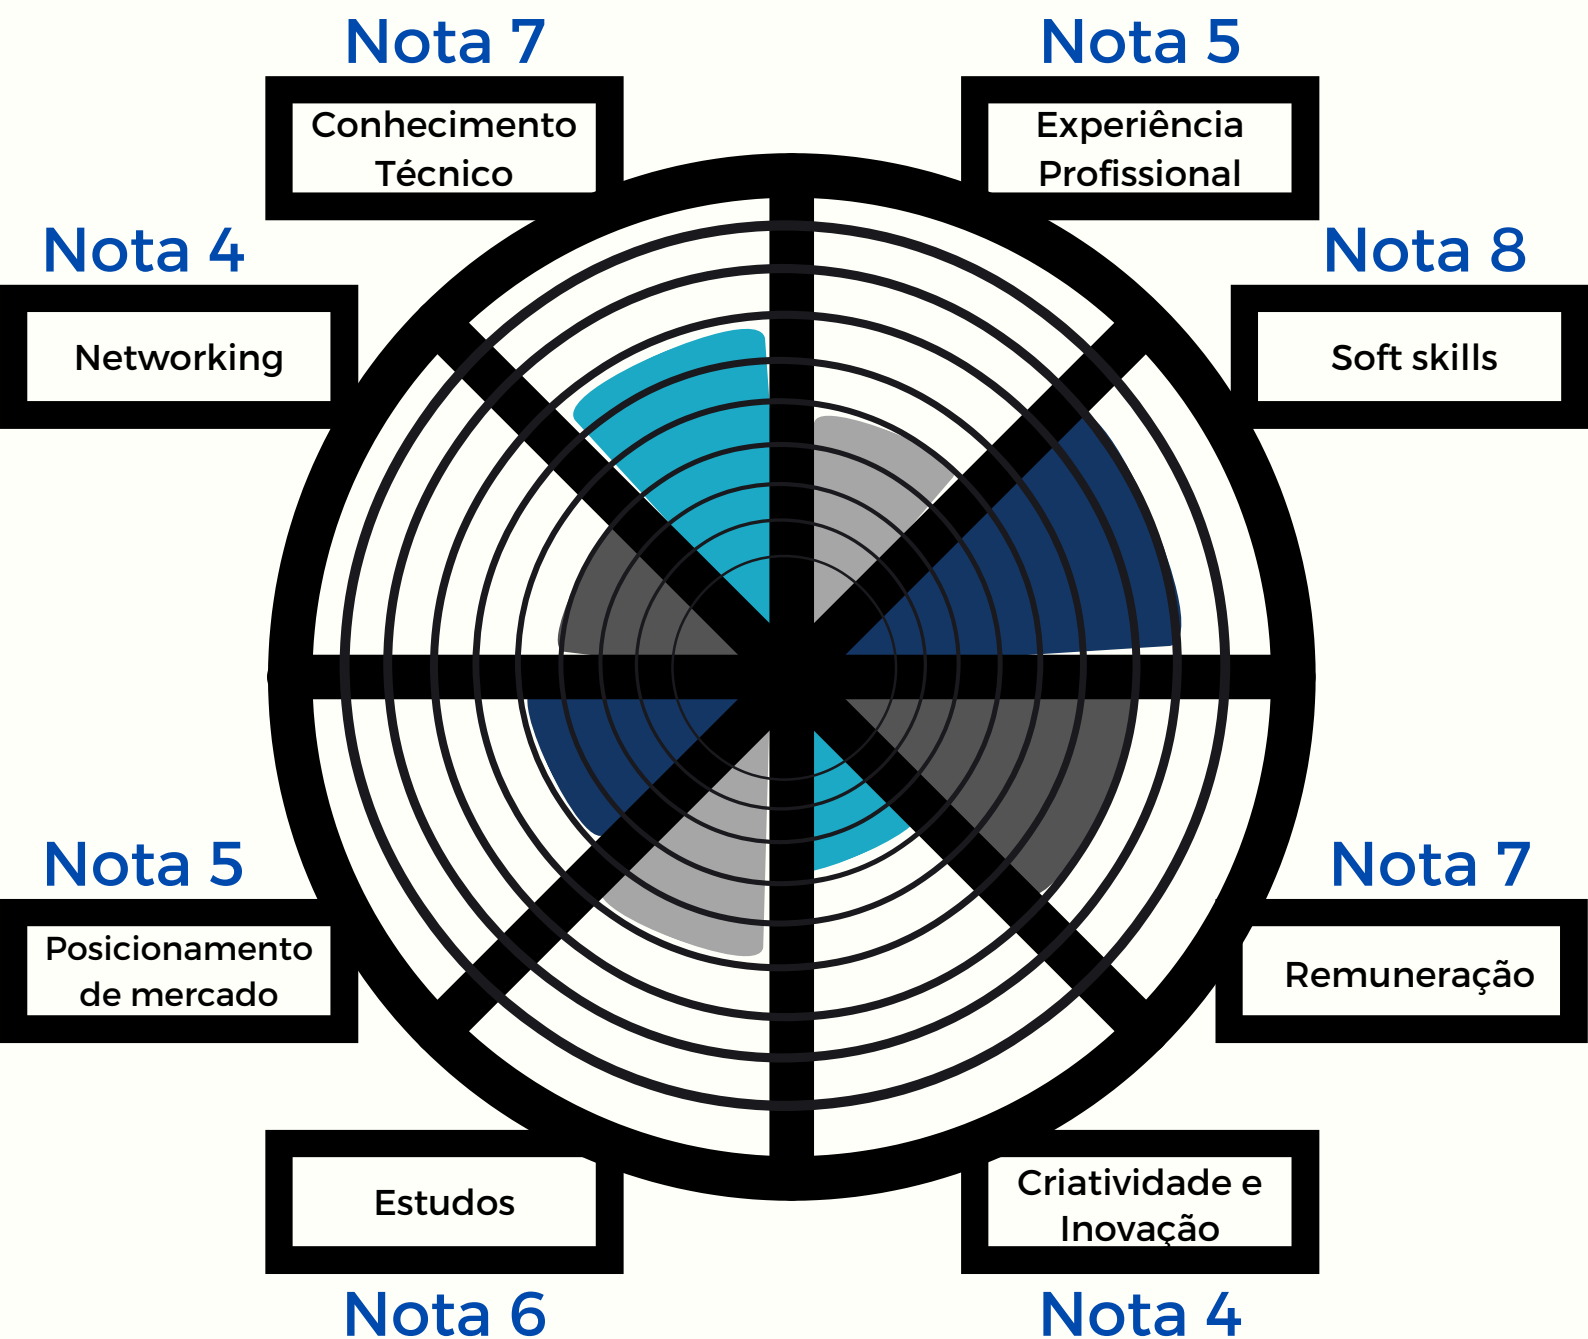 Nota 7
Nota 5
Conhecimento
Técnico
Experiência
Profissional
Nota 4
Nota 8
Networking
Soft skills
Nota 5
Nota 7
Posicionamento
de mercado
Remuneração
Estudos
Criatividade e
Inovação
Nota 6
Nota 4